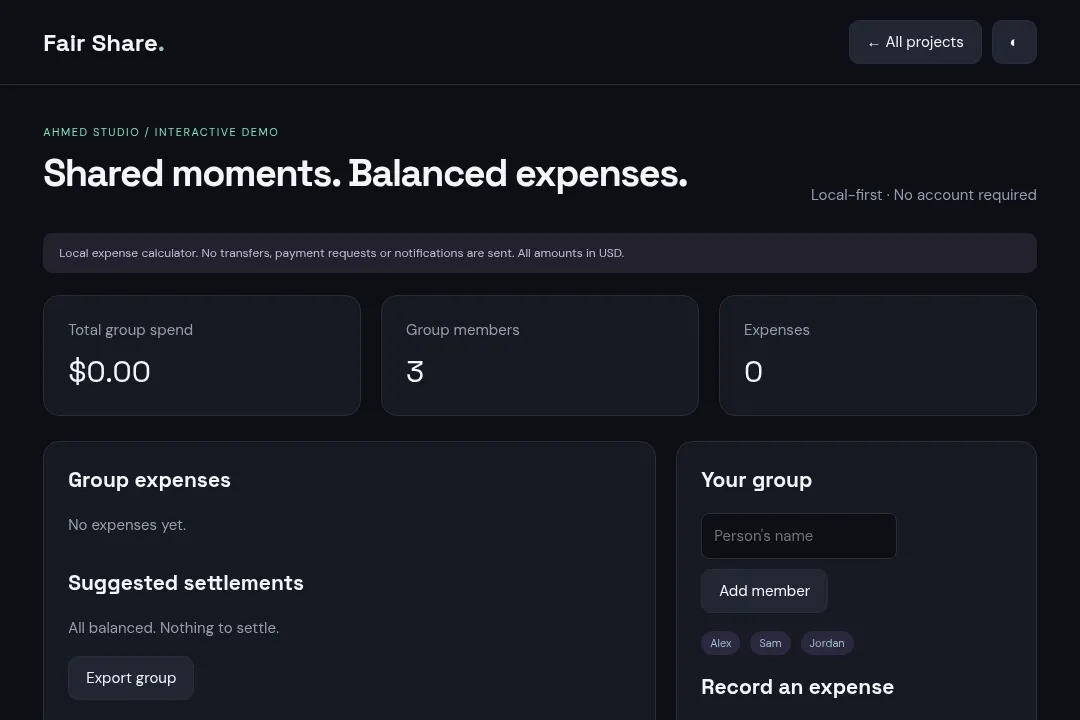 Fair Share.
← All projects
AHMED STUDIO / INTERACTIVE DEMO
Shared moments. Balanced expenses.
Local-first · No account required
Local expense calculator. No transfers, payment requests or notifications are sent. All amounts in USD.
Total group spend
$0.00
Group members
3
Expenses
0
Group expenses
No expenses yet.
Suggested settlements
All balanced. Nothing to settle.
Export group
Your group
Person's name
Add member
Alex
Sam
Jordan
Record an expense